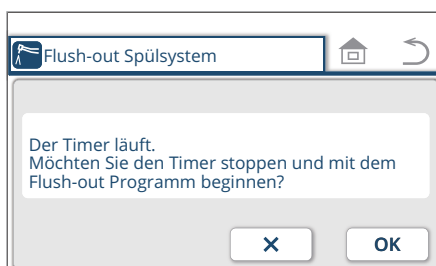 Flush-out Spülsystem
Der Timer läuft.
Möchten Sie den Timer stoppen und mit dem
Flush-out Programm beginnen?
OK